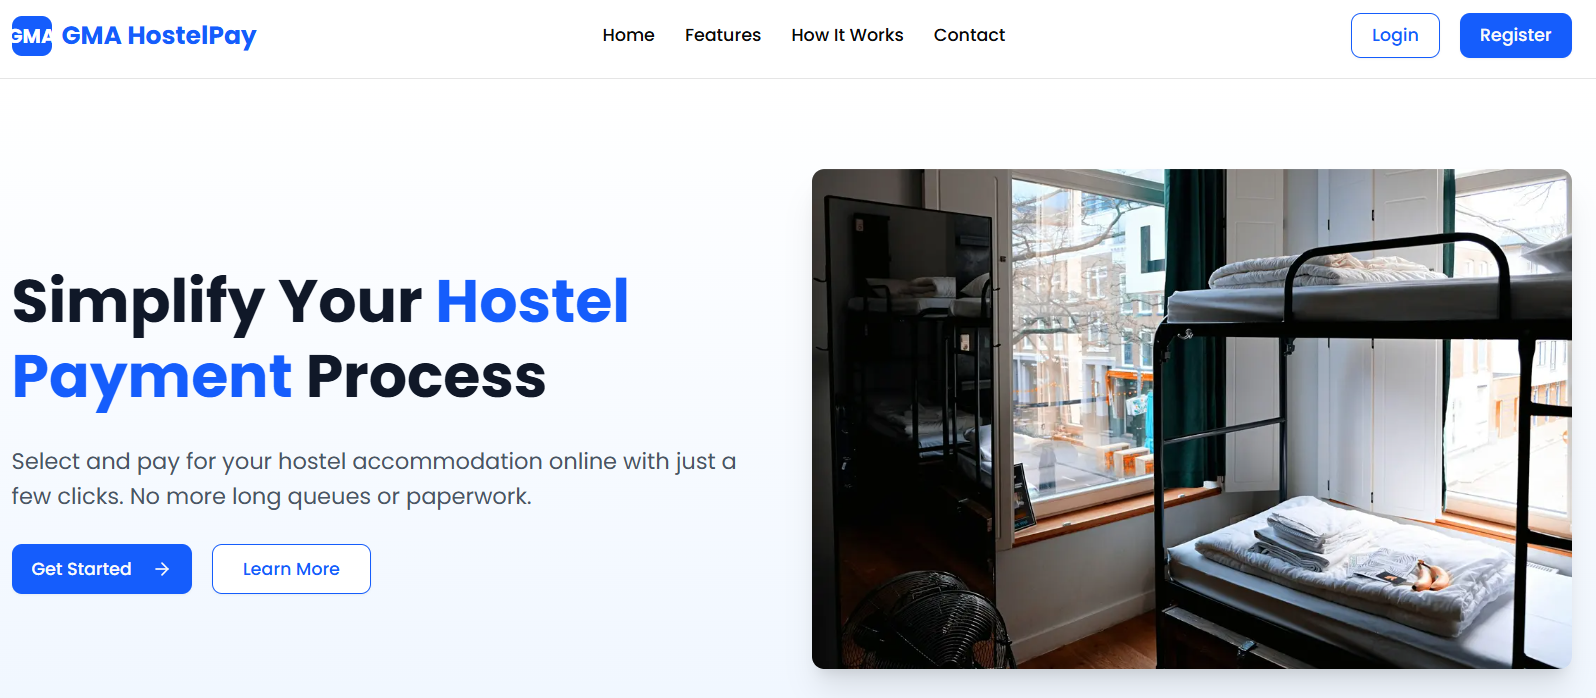 GMA GMA HostelPay
Home Features How It Works Contact
Login Register
Simplify Your Hostel
Payment Process
Select and pay for your hostel accommodation online with just a
few clicks. No more long queues or paperwork.
Get Started → Learn More